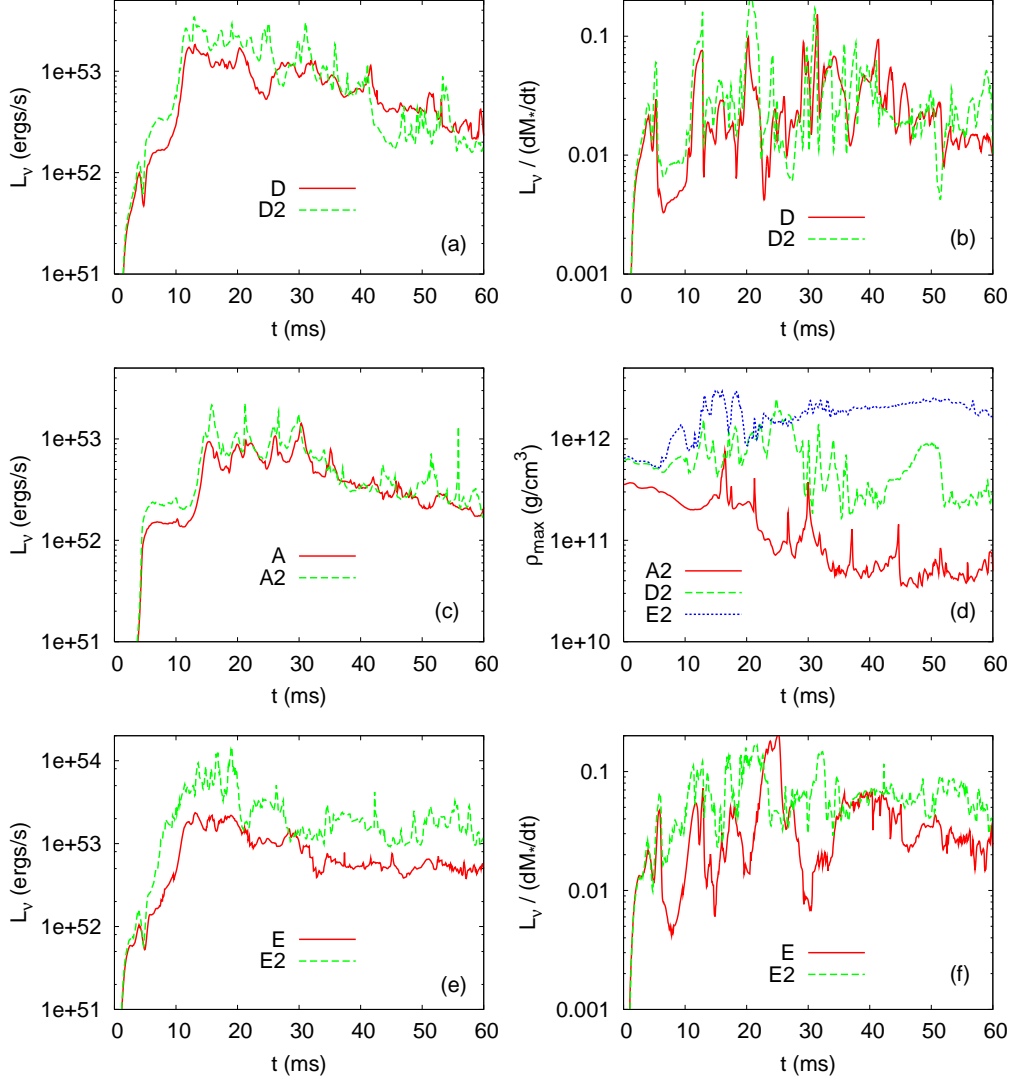 L_ν (ergs/s)
1e+53
1e+52
1e+51
D
D2
(a)
0 10 20 30 40 50 60
t (ms)
L_ν / (dM_*/dt)
0.1
0.01
0.001
D
D2
(b)
0 10 20 30 40 50 60
t (ms)
L_ν (ergs/s)
1e+53
1e+52
1e+51
A
A2
(c)
0 10 20 30 40 50 60
t (ms)
ρ_max (g/cm³)
1e+12
1e+11
1e+10
A2
D2
E2
(d)
0 10 20 30 40 50 60
t (ms)
L_ν (ergs/s)
1e+54
1e+53
1e+52
1e+51
E
E2
(e)
0 10 20 30 40 50 60
t (ms)
L_ν / (dM_*/dt)
0.1
0.01
0.001
E
E2
(f)
0 10 20 30 40 50 60
t (ms)